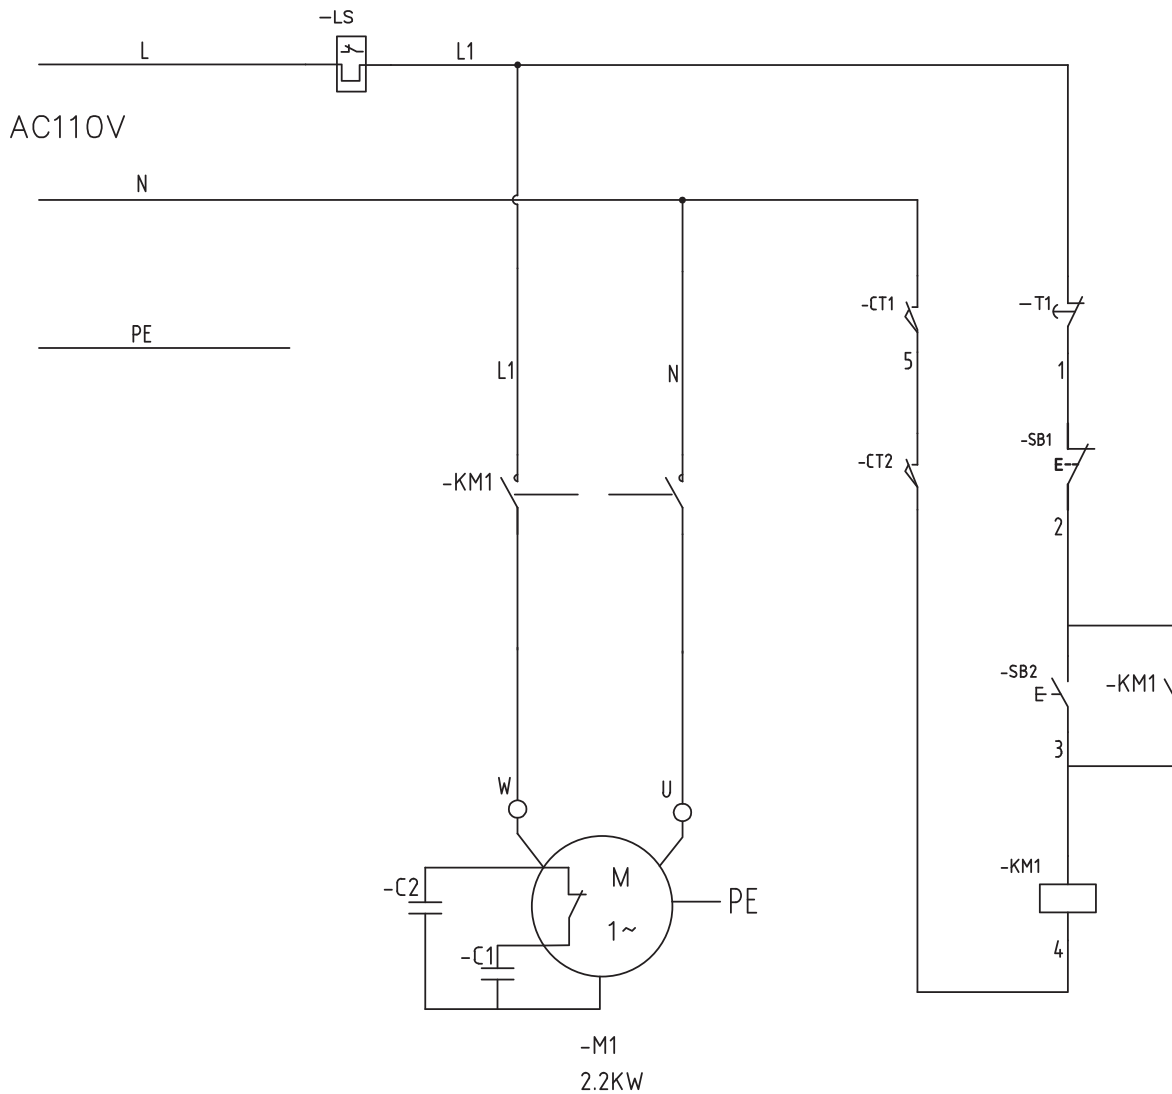 -LS
L
L1
AC110V
N
PE
-CT1
-T1
5
1
L1
N
-SB1
-CT2
E
-KM1
2
-SB2
-KM1
E
3
W
U
-KM1
M
-C2
PE
1~
-C1
4
-M1
2.2KW